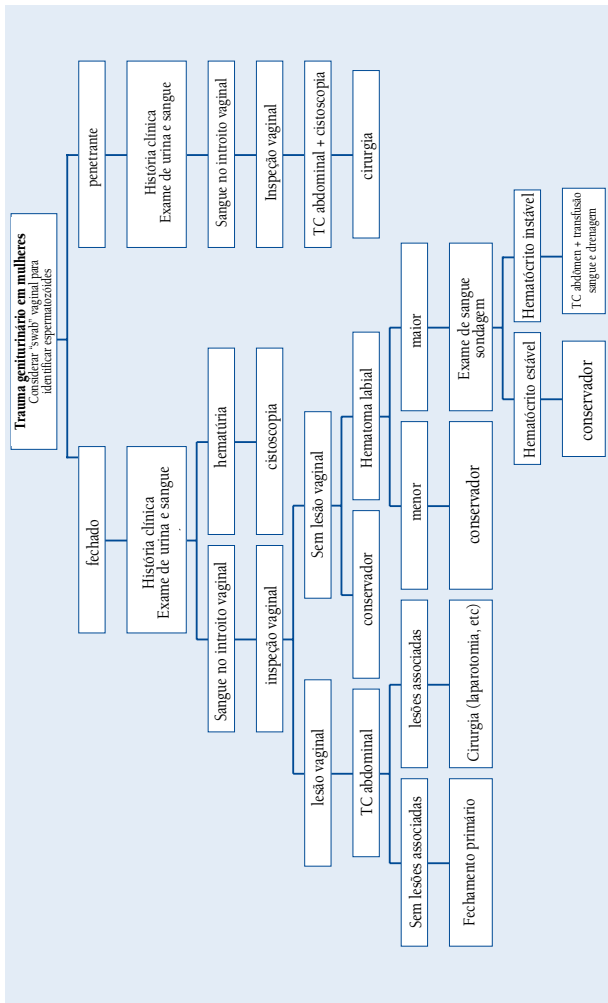 Trauma geniturinário em mulheres
Considerar "swab" vaginal para
identificar espermatozóides
fechado
penetrante
História clínica
Exame de urina e sangue
História clínica
Exame de urina e sangue
Sangue no introito vaginal
hematúria
Sangue no introito vaginal
inspeção vaginal
cistoscopia
Inspeção vaginal
lesão vaginal
Sem lesão vaginal
TC abdominal + cistoscopia
TC abdominal
conservador
Hematoma labial
cirurgia
Sem lesões associadas
lesões associadas
menor
maior
Fechamento primário
Cirurgia (laparotomia, etc)
conservador
Exame de sangue
sondagem
Hematócrito estável
Hematócrito instável
conservador
TC abdômen + transfusão
sangue e drenagem